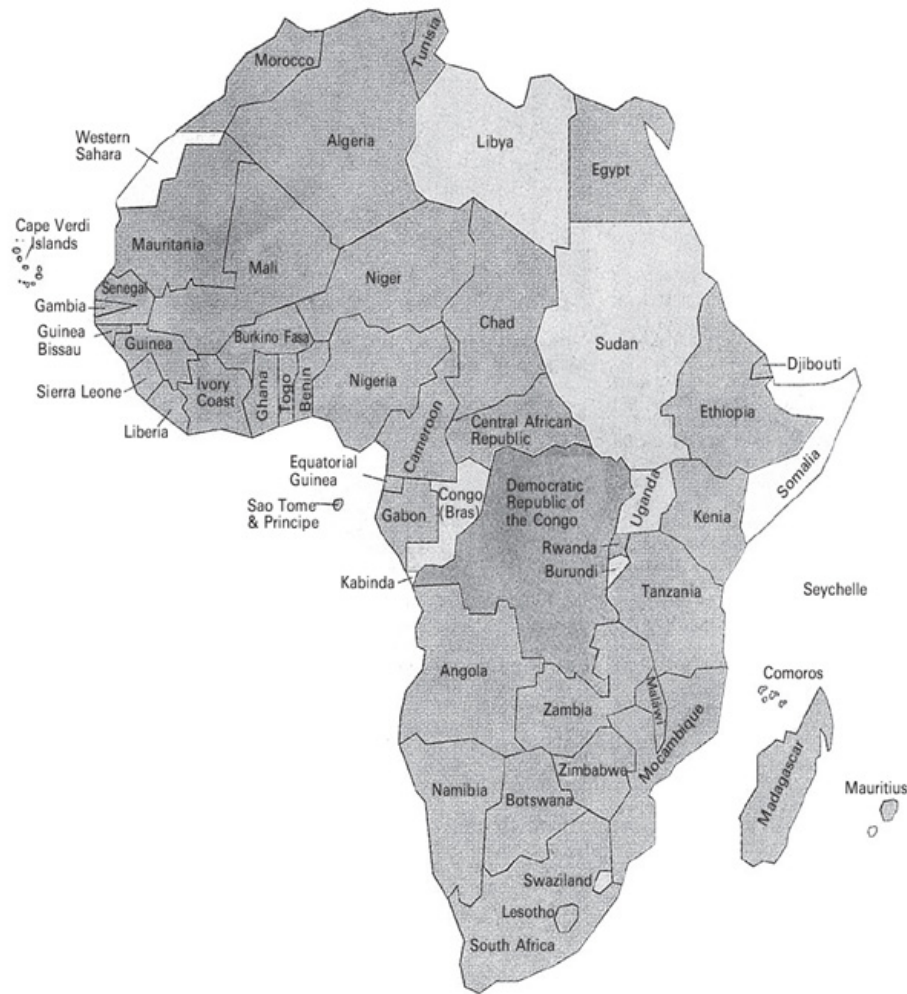 Morocco
Tunisia
Algeria
Libya
Egypt
Western
Sahara
Cape Verdi
Islands
Mauritania
Mali
Niger
Chad
Sudan
Senegal
Gambia
Guinea
Bissau
Guinea
Burkino Fasa
Sierra Leone
Ivory
Coast
Ghana
Togo
Benin
Nigeria
Liberia
Cameroon
Central African
Republic
Djibouti
Ethiopia
Somalia
Equatorial
Guinea
Sao Tome
& Principe
Gabon
Congo
(Bras)
Democratic
Republic of
the Congo
Uganda
Kenia
Rwanda
Burundi
Kabinda
Tanzania
Seychelle
Angola
Zambia
Malawi
Mocambique
Comoros
Madagascar
Mauritius
Zimbabwe
Namibia
Botswana
Swaziland
Lesotho
South Africa